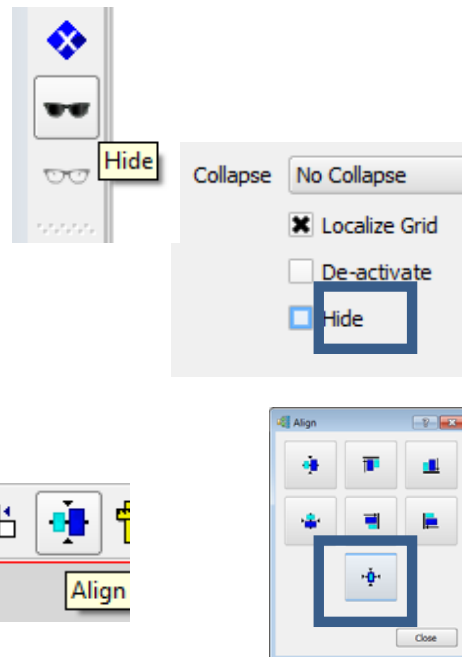 Hide
Collapse No Collapse
Localize Grid
De-activate
Hide
Align
Align
Close